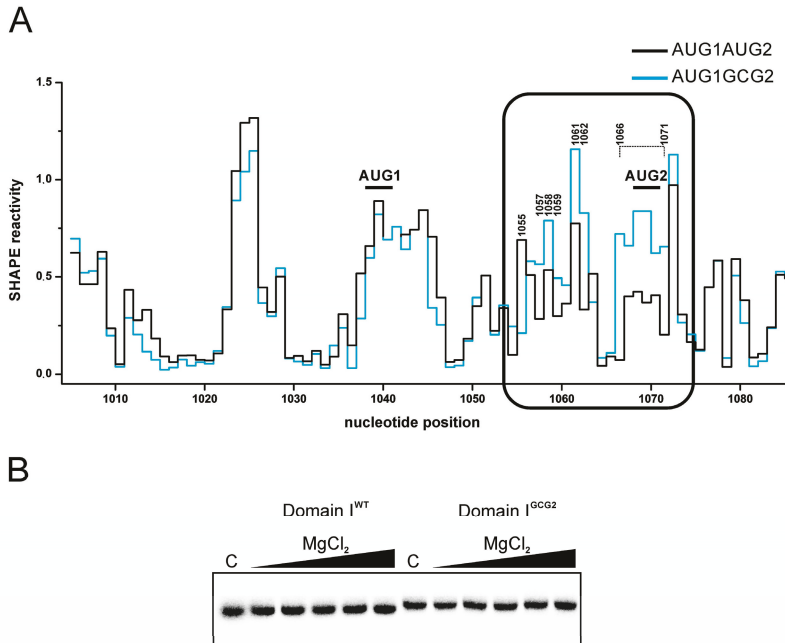 A
AUG1AUG2
AUG1GCG2
1.5
1.0
0.5
0.0
SHAPE reactivity
AUG1
1055
1057
1058
1059
1061
1062
1066
1071
AUG2
1010 1020 1030 1040 1050 1060 1070 1080
nucleotide position
B
Domain I^WT Domain I^GCG2
MgCl₂ MgCl₂
C C